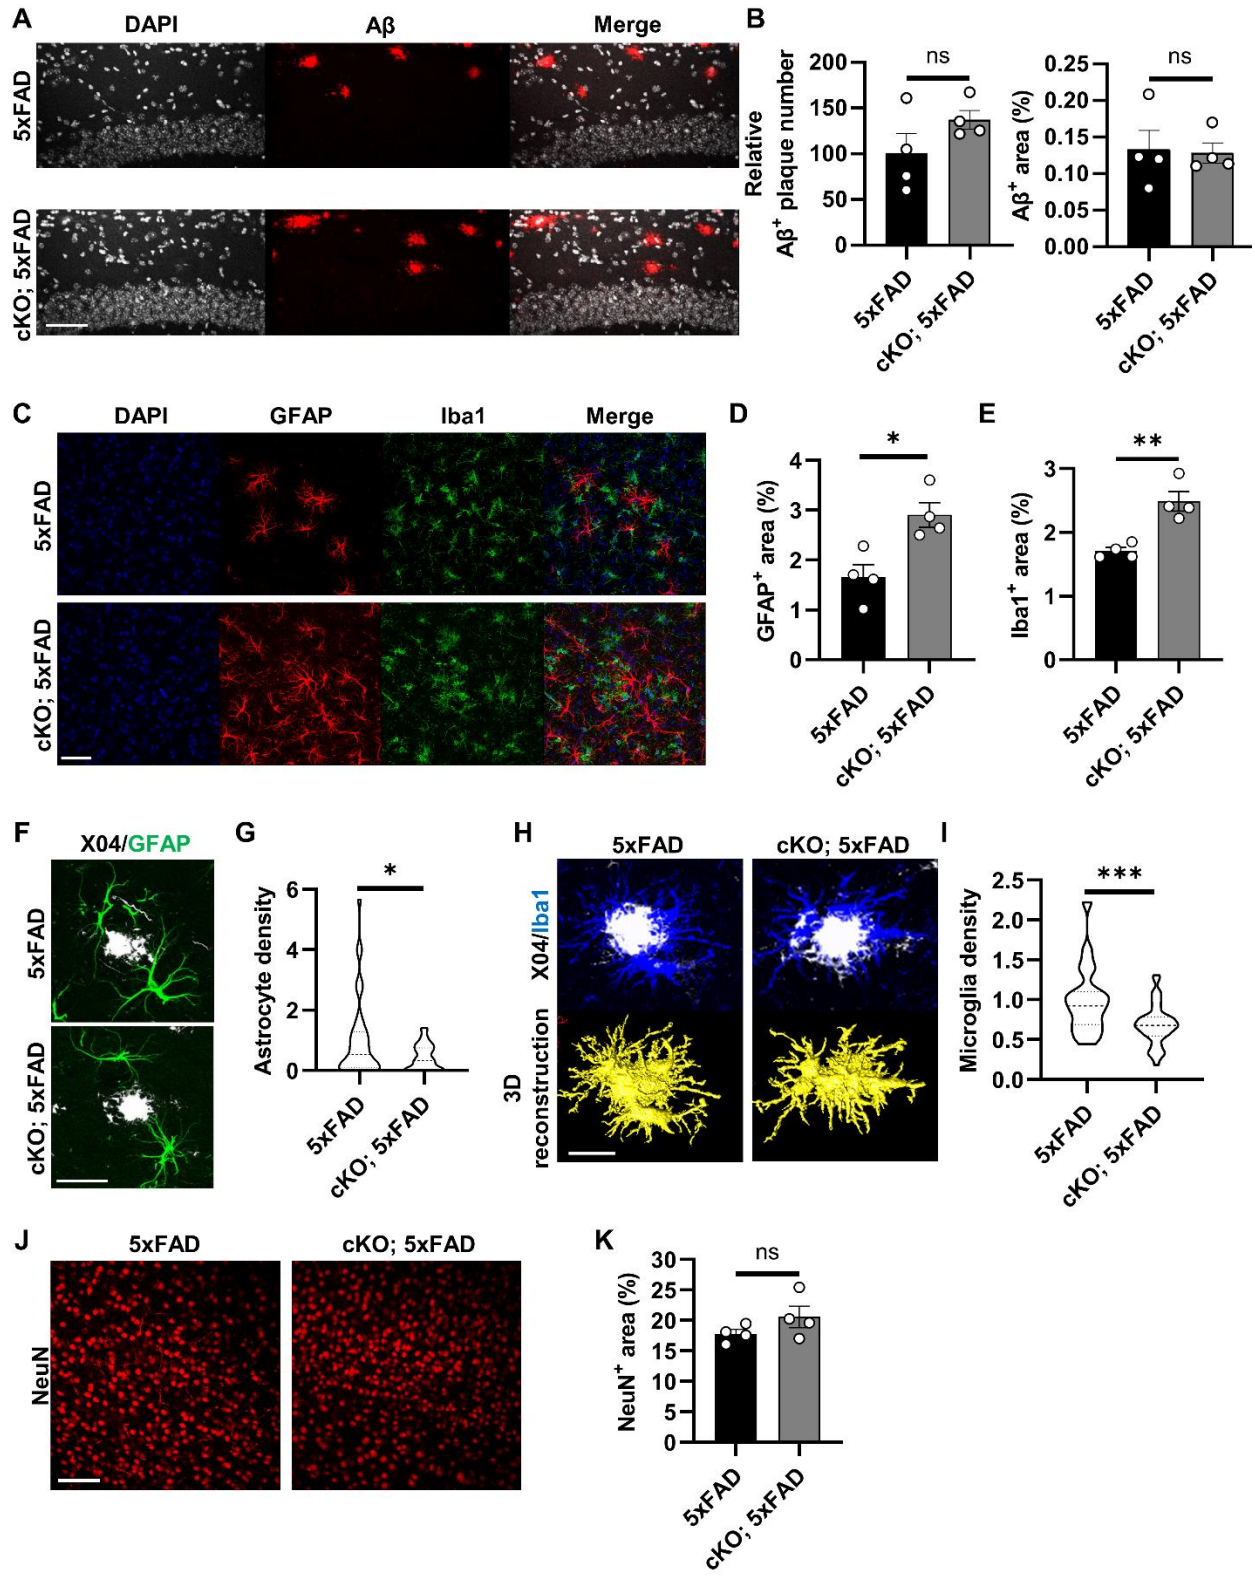 A
DAPI
Aβ
Merge
5xFAD
cKO; 5xFAD
B
Relative
Aβ+ plaque number
200
150
100
50
0
ns
5xFAD
cKO; 5xFAD
Aβ+ area (%)
0.25
0.20
0.15
0.10
0.05
0.00
ns
5xFAD
cKO; 5xFAD
C
DAPI
GFAP
Iba1
Merge
5xFAD
cKO; 5xFAD
D
GFAP+ area (%)
4
3
2
1
0
*
5xFAD
cKO; 5xFAD
E
Iba1+ area (%)
3
2
1
0
**
5xFAD
cKO; 5xFAD
F
X04/GFAP
5xFAD
cKO; 5xFAD
G
Astrocyte density
6
4
2
0
*
5xFAD
cKO; 5xFAD
H
5xFAD
cKO; 5xFAD
X04/Iba1
3D
reconstruction
I
Microglia density
2.5
2.0
1.5
1.0
0.5
0.0
***
5xFAD
cKO; 5xFAD
J
5xFAD
cKO; 5xFAD
NeuN
K
NeuN+ area (%)
30
25
20
15
10
5
0
ns
5xFAD
cKO; 5xFAD